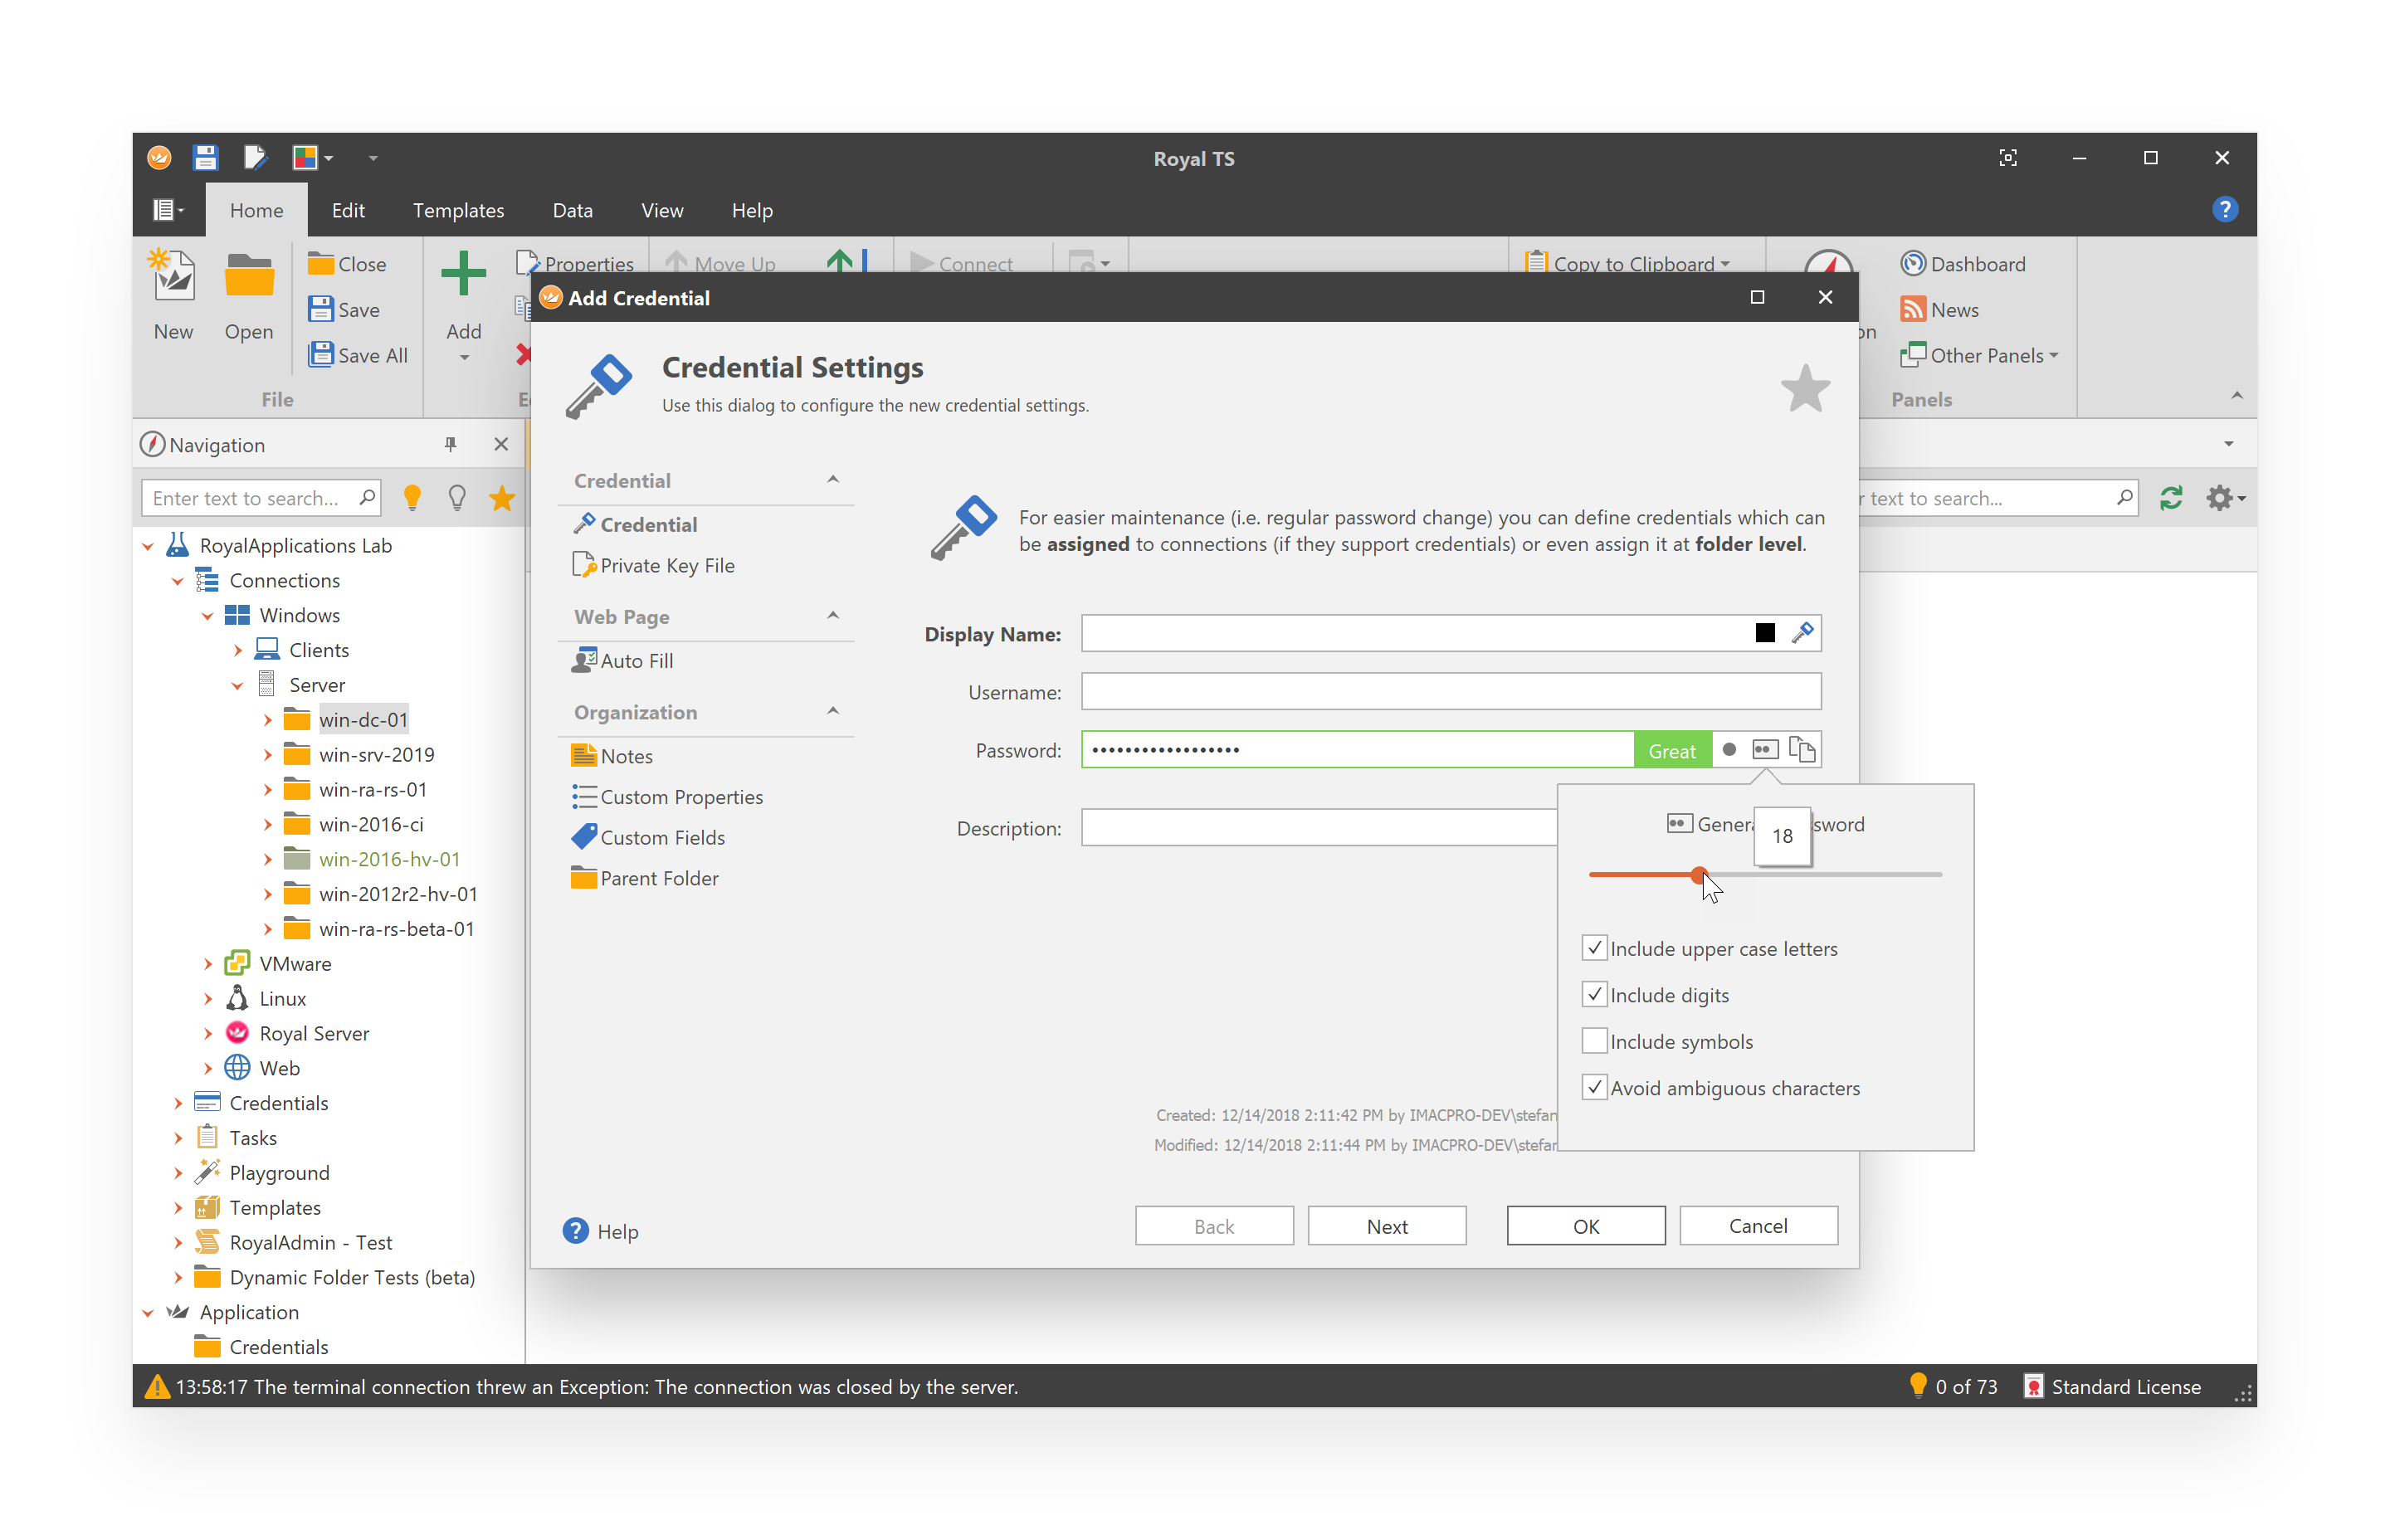 Royal TS
Home Edit Templates Data View Help
New
Open
Close
Save
Save All
File
Add
Properties
Move Up
Connect
Copy to Clipboard
Dashboard
News
Other Panels
Panels
Navigation
Enter text to search...
text to search...
RoyalApplications Lab
Connections
Windows
Clients
Server
win-dc-01
win-srv-2019
win-ra-rs-01
win-2016-ci
win-2016-hv-01
win-2012r2-hv-01
win-ra-rs-beta-01
VMware
Linux
Royal Server
Web
Credentials
Tasks
Playground
Templates
RoyalAdmin - Test
Dynamic Folder Tests (beta)
Application
Credentials
Add Credential
Credential Settings
Use this dialog to configure the new credential settings.
Credential
Credential
Private Key File
Web Page
Auto Fill
Organization
Notes
Custom Properties
Custom Fields
Parent Folder
For easier maintenance (i.e. regular password change) you can define credentials which can
be assigned to connections (if they support credentials) or even assign it at folder level.
Display Name:
Username:
Password: •••••••••••••••••• Great
Description:
18
Include upper case letters
Include digits
Include symbols
Avoid ambiguous characters
Created: 12/14/2018 2:11:42 PM by IMACPRO-DEV\stefan
Modified: 12/14/2018 2:11:44 PM by IMACPRO-DEV\stefan
Help
Back Next OK Cancel
13:58:17 The terminal connection threw an Exception: The connection was closed by the server.
0 of 73 Standard License